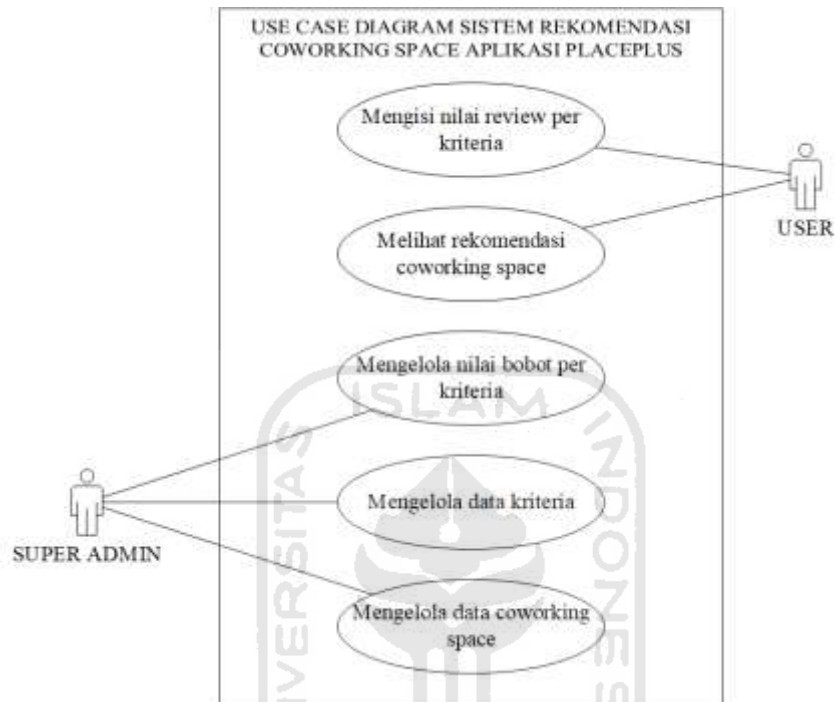 USE CASE DIAGRAM SISTEM REKOMENDASI
COWORKING SPACE APLIKASI PLACEPLUS
Mengisi nilai review per
kriteria
USER
Melihat rekomendasi
coworking space
Mengelola nilai bobot per
kriteria
ISLAM
Mengelola data kriteria
SUPER ADMIN
Mengelola data coworking
space